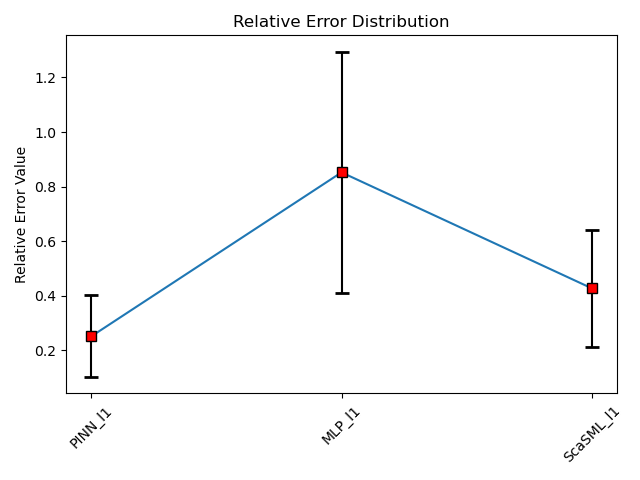 Relative Error Distribution
Relative Error Value
1.2
1.0
0.8
0.6
0.4
0.2
PINN_l1
MLP_l1
ScaSML_l1